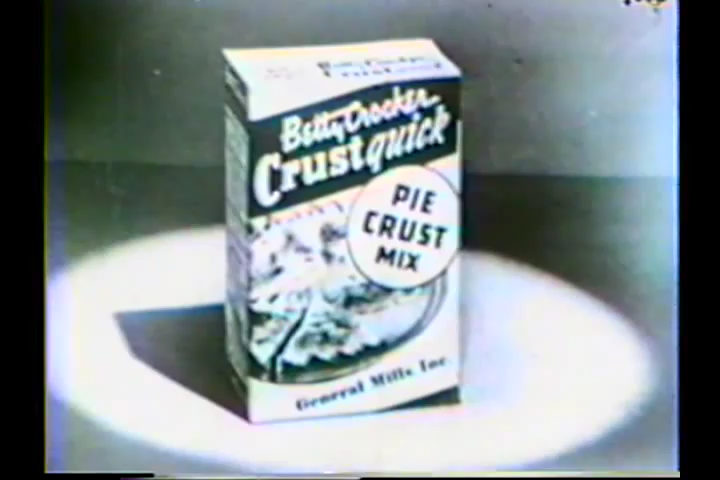 Betty Crocker
Crustquick
PIE
CRUST
MIX
General Mills Inc.